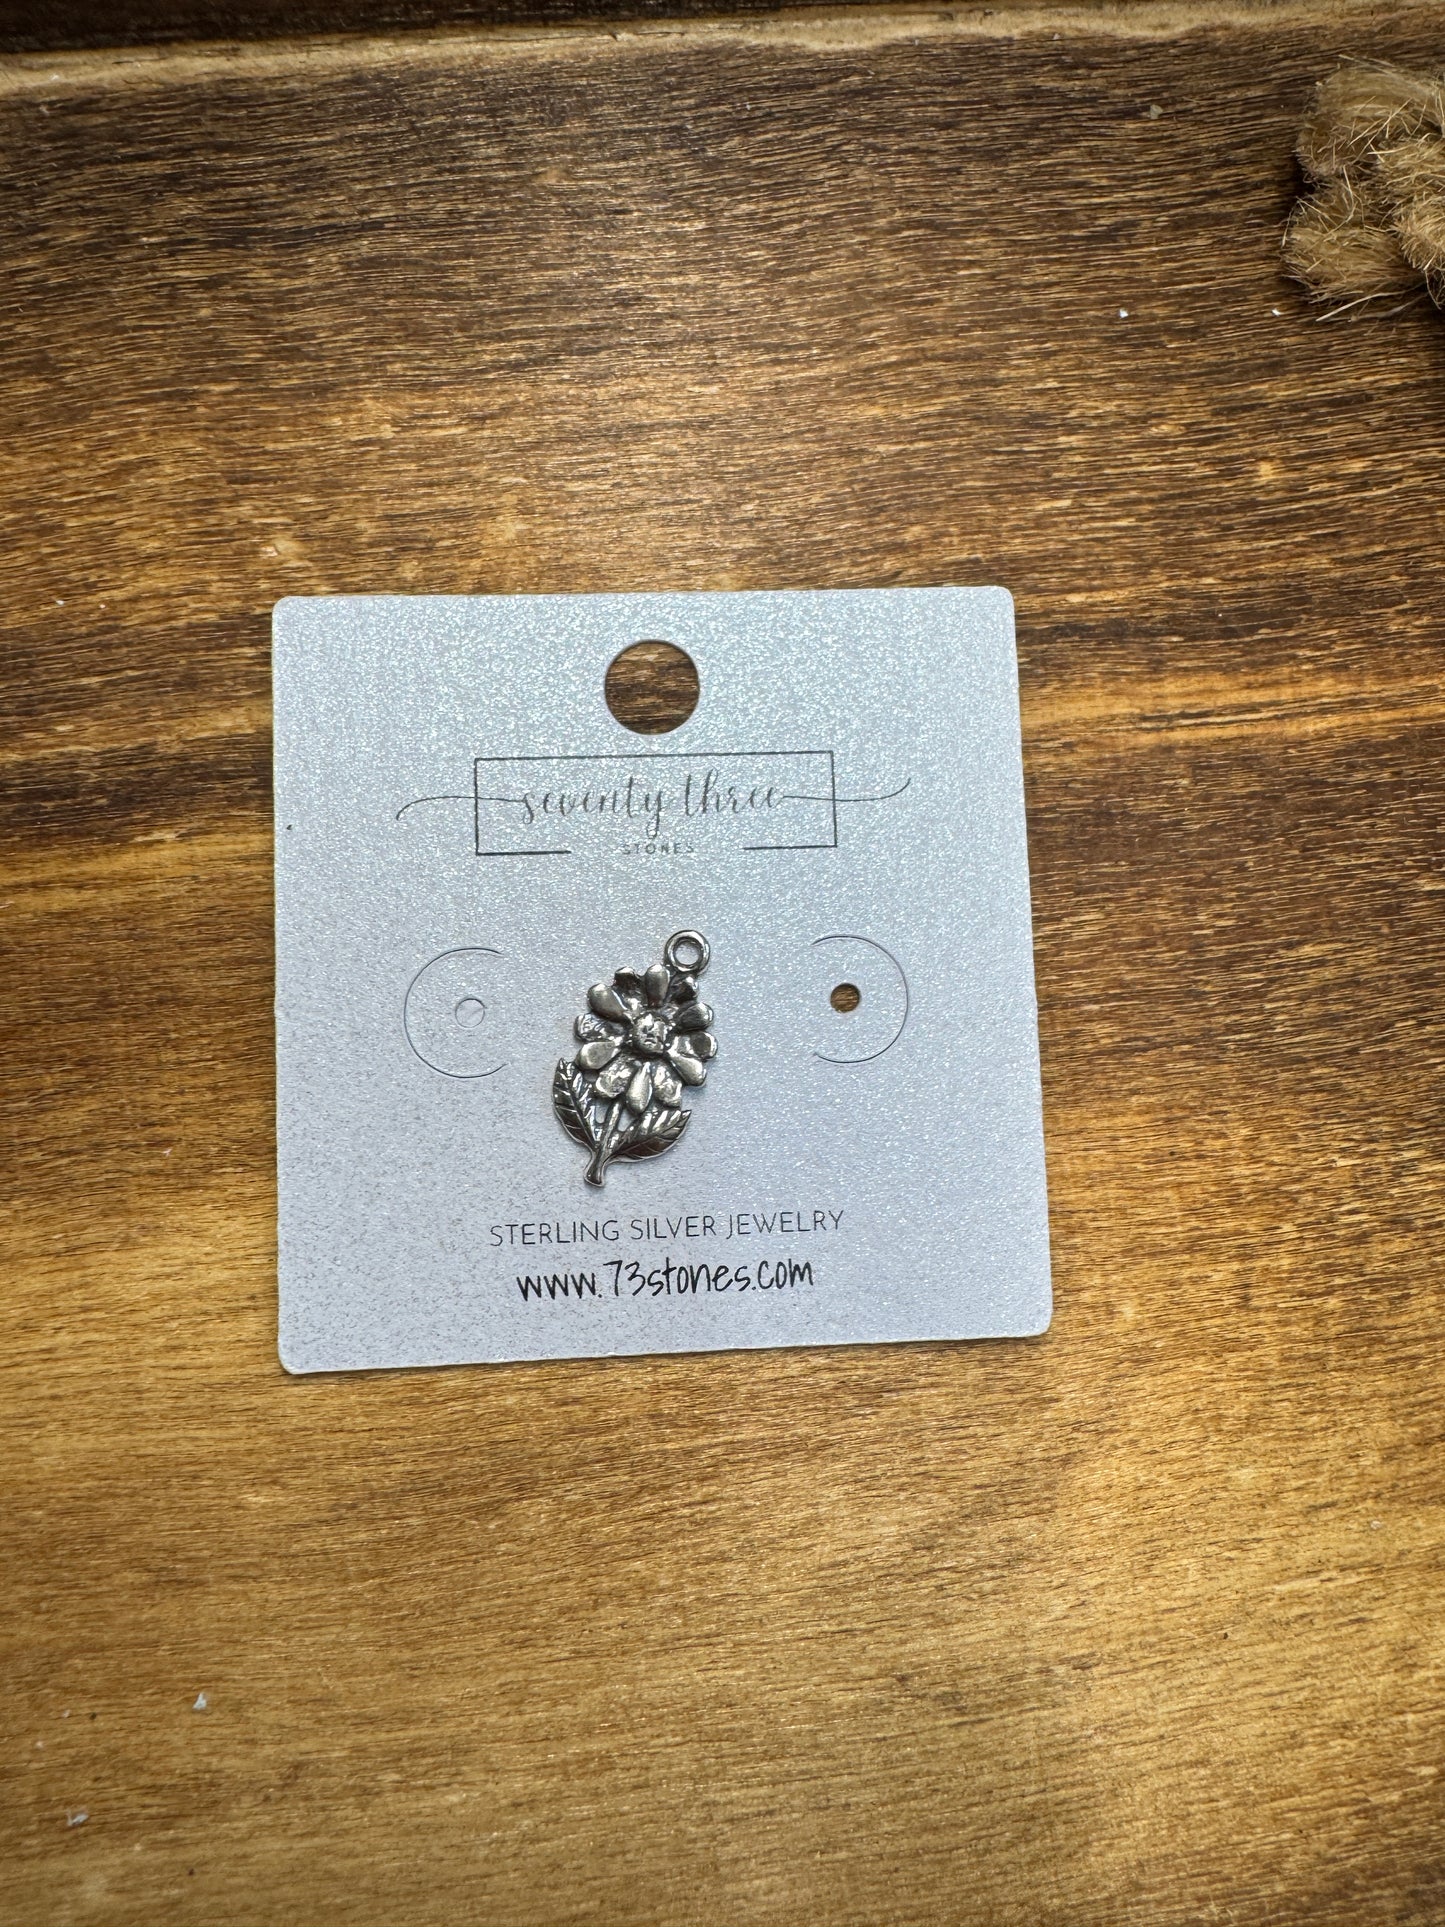 seventy three
STONES
STERLING SILVER JEWELRY
www.73stones.com